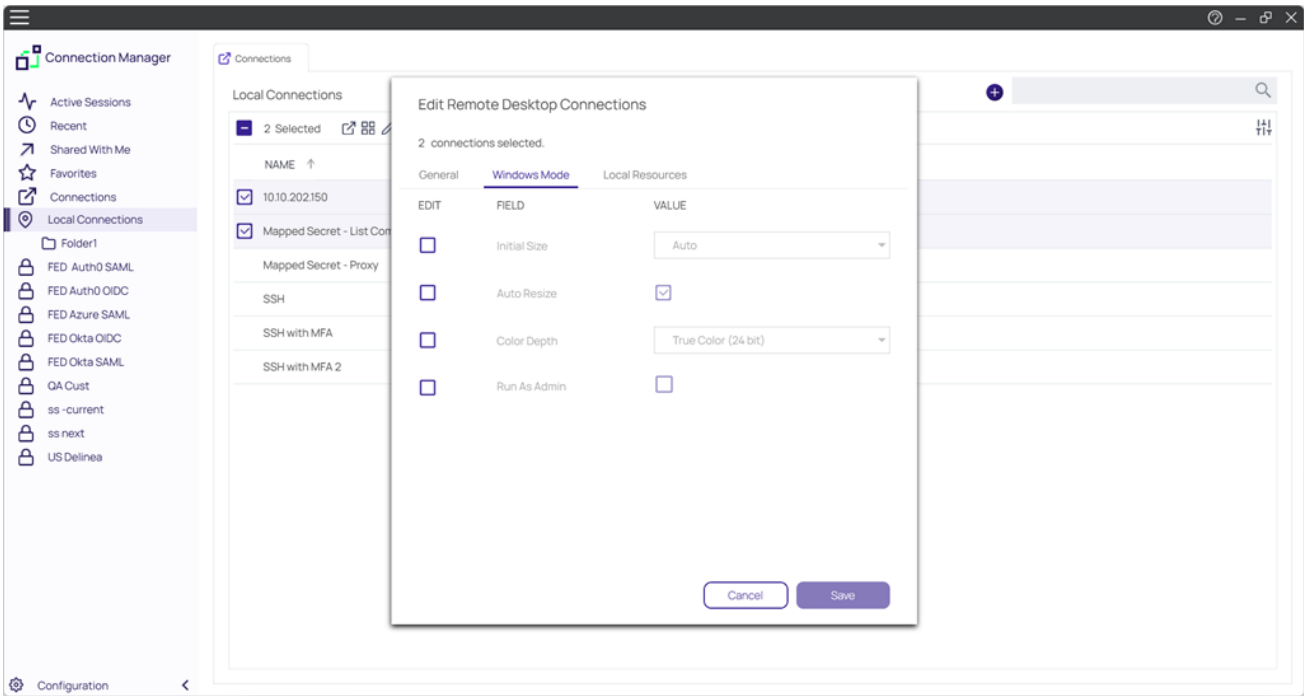 Connection Manager
Active Sessions
Recent
Shared With Me
Favorites
Connections
Local Connections
Folder1
FED Auth0 SAML
FED Auth0 OIDC
FED Azure SAML
FED Okta OIDC
FED Okta SAML
QA Cust
ss -current
ss next
US Delinea
Configuration
Connections
Local Connections
2 Selected
NAME
10.10.202.150
Mapped Secret - List Com
Mapped Secret - Proxy
SSH
SSH with MFA
SSH with MFA 2
Edit Remote Desktop Connections
2 connections selected.
General Windows Mode Local Resources
EDIT FIELD VALUE
Initial Size Auto
Auto Resize
Color Depth True Color (24 bit)
Run As Admin
Cancel Save